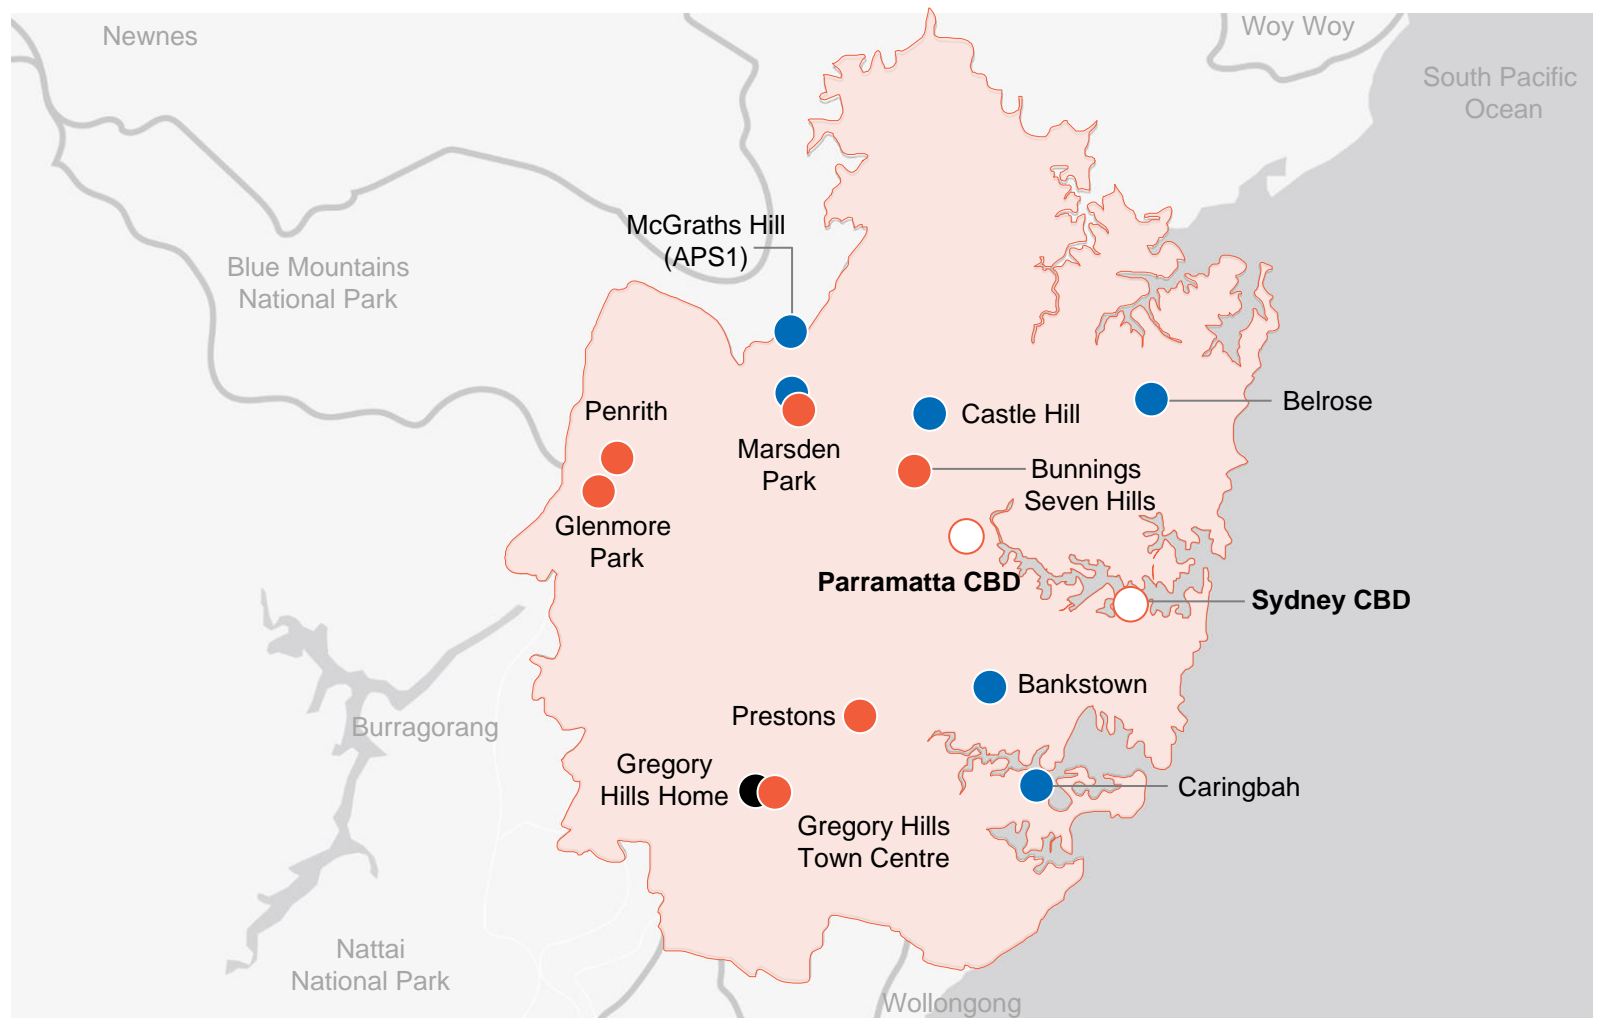 Newnes
Woy Woy
South Pacific
Ocean
McGraths Hill
(APS1)
Blue Mountains
National Park
Penrith
Castle Hill
Belrose
Marsden
Park
Bunnings
Seven Hills
Glenmore
Park
Parramatta CBD
Sydney CBD
Bankstown
Prestons
Burragorang
Gregory
Hills Home
Caringbah
Gregory Hills
Town Centre
Nattai
National Park
Wollongong